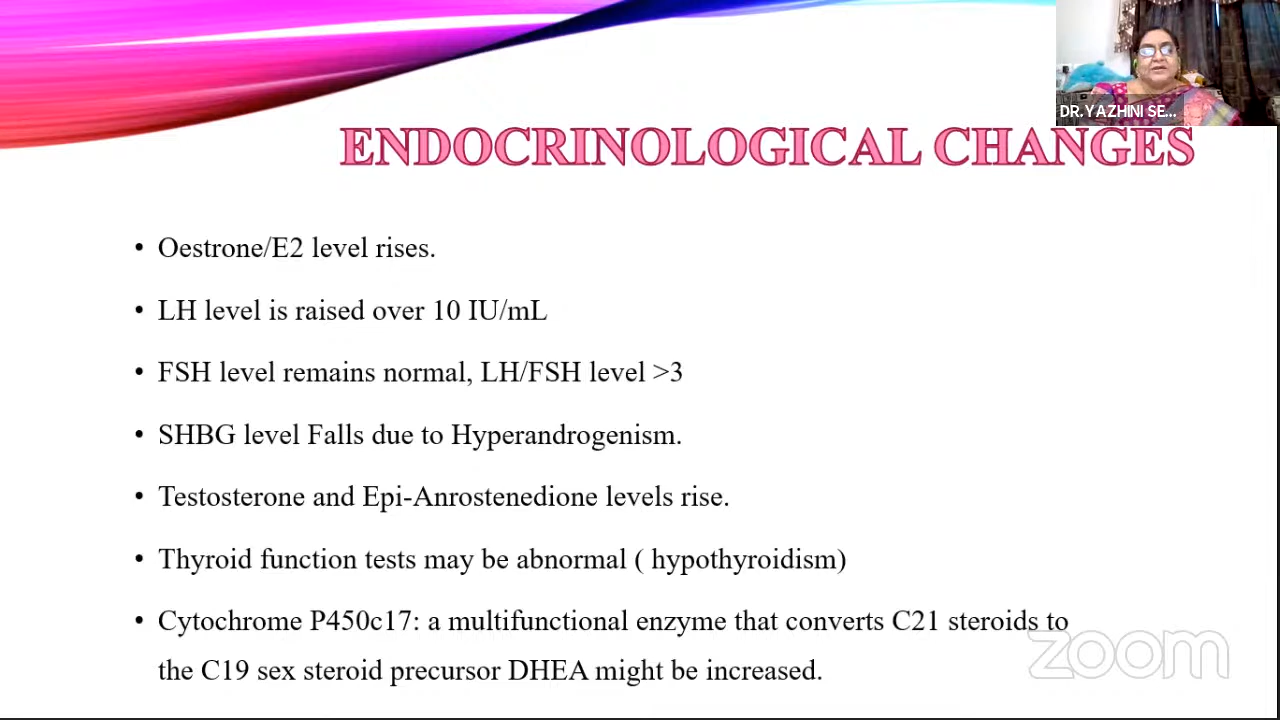 DR.YAZHINI SE...
ENDOCRINOLOGICAL CHANGES
• Oestrone/E2 level rises.
• LH level is raised over 10 IU/mL
• FSH level remains normal, LH/FSH level >3
• SHBG level Falls due to Hyperandrogenism.
• Testosterone and Epi-Anrostenedione levels rise.
• Thyroid function tests may be abnormal ( hypothyroidism)
• Cytochrome P450c17: a multifunctional enzyme that converts C21 steroids to
the C19 sex steroid precursor DHEA might be increased.
zoom